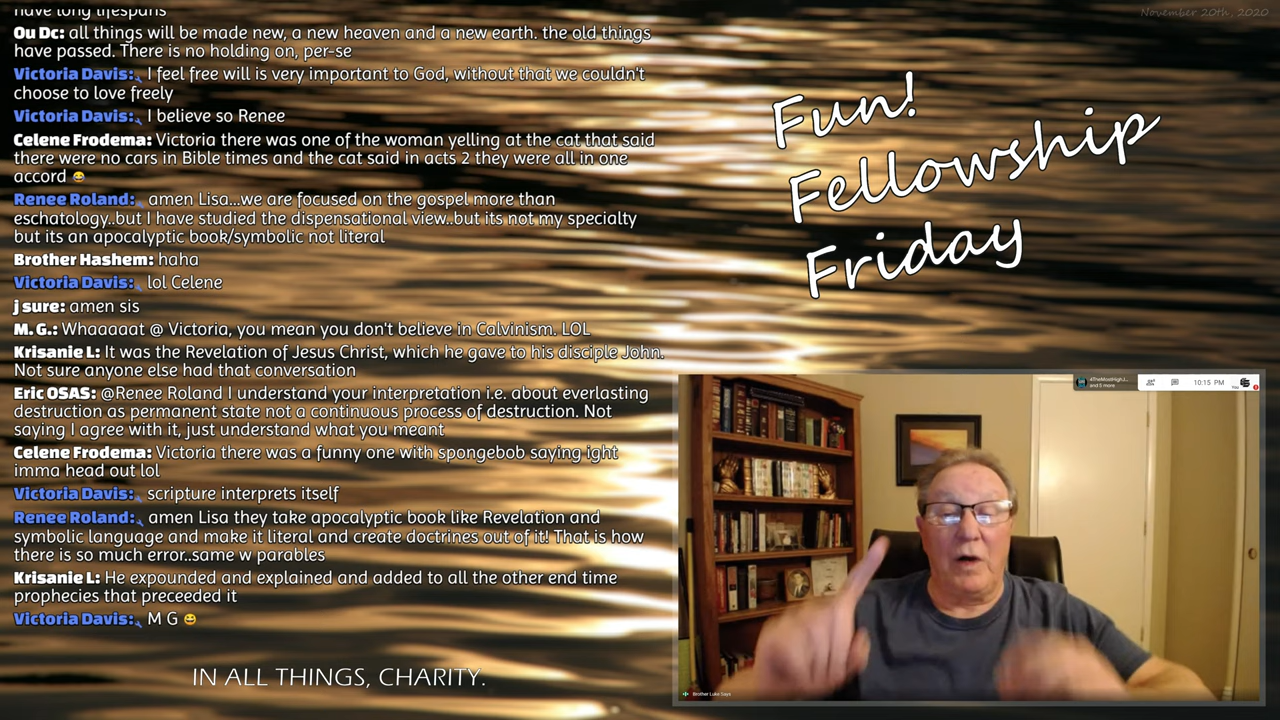 have long lifespans
Ou Dc: all things will be made new, a new heaven and a new earth. the old things
have passed. There is no holding on, per-se
Victoria Davis: I feel free will is very important to God, without that we couldn't
choose to love freely
Victoria Davis: I believe so Renee
Celene Frodema: Victoria there was one of the woman yelling at the cat that said
there were no cars in Bible times and the cat said in acts 2 they were all in one
accord 😂
Renee Roland: amen Lisa...we are focused on the gospel more than
eschatology..but I have studied the dispensational view..but its not my specialty
but its an apocalyptic book/symbolic not literal
Brother Hashem: haha
Victoria Davis: lol Celene
j sure: amen sis
M. G.: Whaaaaat @ Victoria, you mean you don't believe in Calvinism. LOL
Krisanie L: It was the Revelation of Jesus Christ, which he gave to his disciple John.
Not sure anyone else had that conversation
Eric OSAS: @Renee Roland I understand your interpretation i.e. about everlasting
destruction as permanent state not a continuous process of destruction. Not
saying I agree with it, just understand what you meant
Celene Frodema: Victoria there was a funny one with spongebob saying ight
imma head out lol
Victoria Davis: scripture interprets itself
Renee Roland: amen Lisa they take apocalyptic book like Revelation and
symbolic language and make it literal and create doctrines out of it! That is how
there is so much error..same w parables
Krisanie L: He expounded and explained and added to all the other end time
prophecies that preceeded it
Victoria Davis: M G 😄
IN ALL THINGS, CHARITY.
November 20th, 2020
Fun!
Fellowship
Friday
4TheMostHighJ...
and 5 more
10:15 PM
You
Brother Luke Says